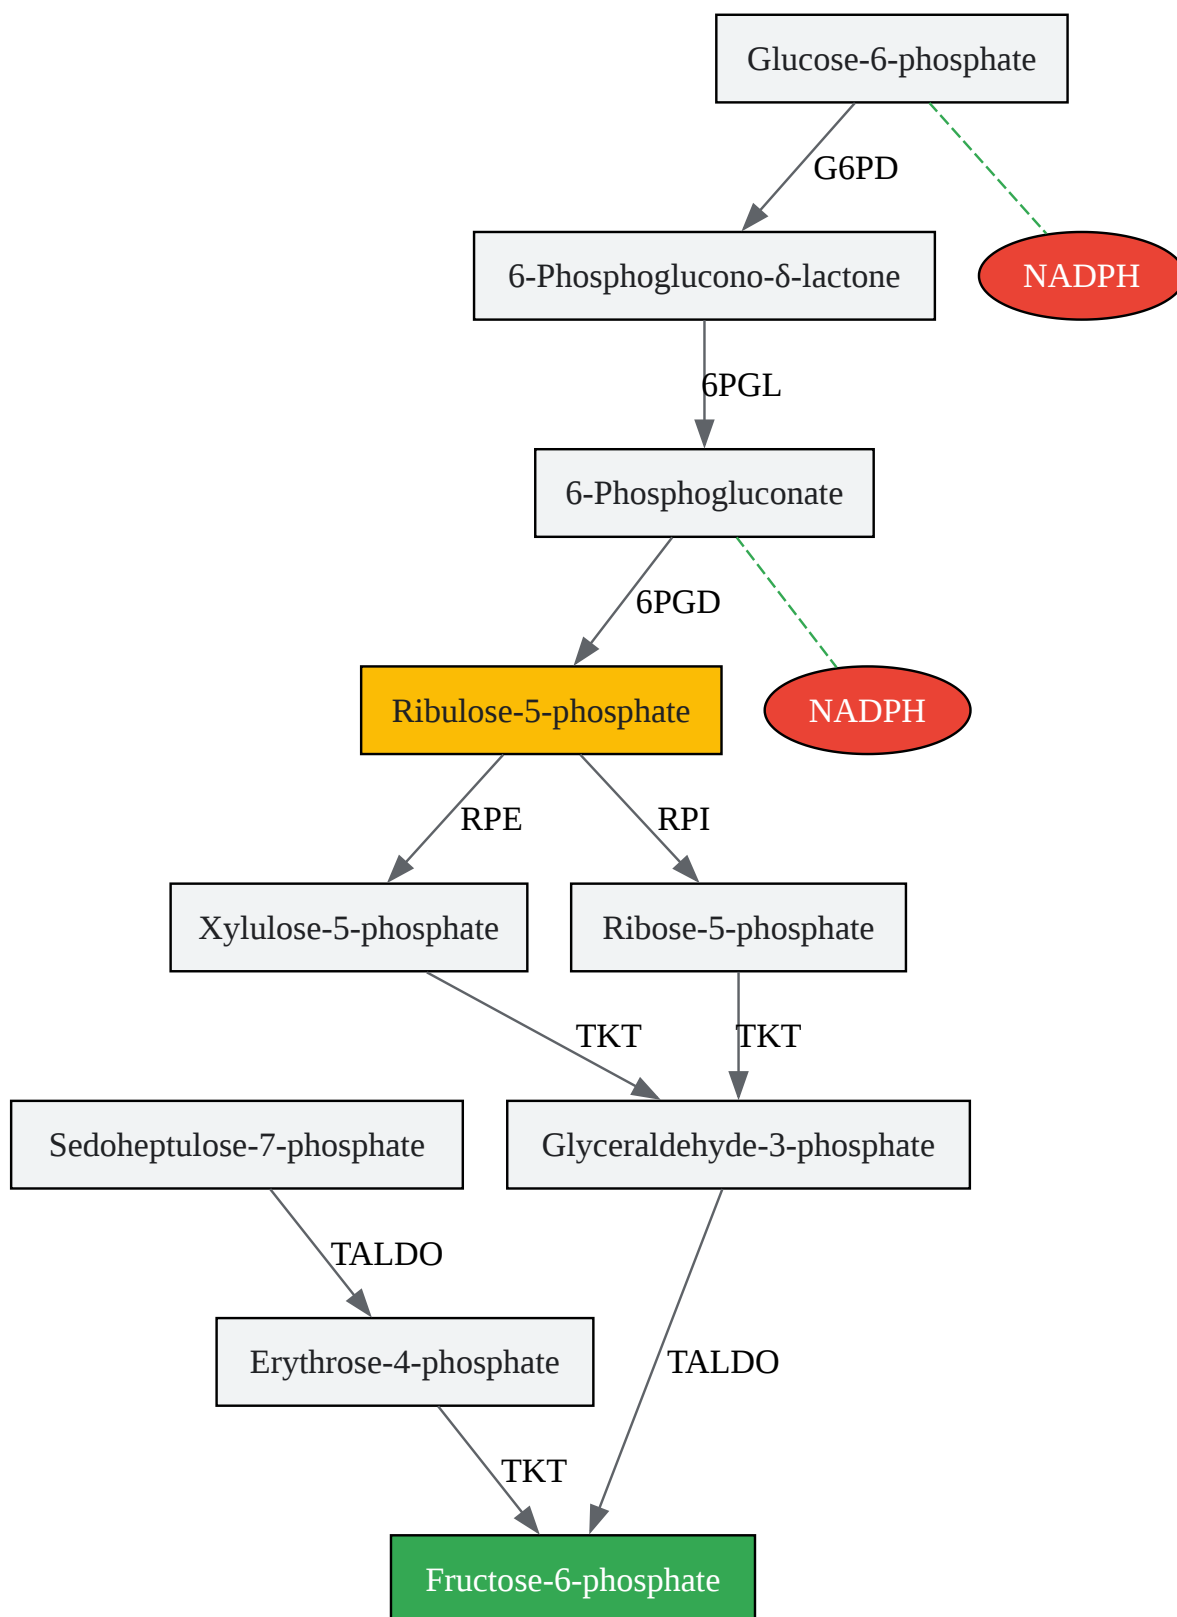 Glucose-6-phosphate
G6PD
6-Phosphoglucono-δ-lactone
NADPH
6PGL
6-Phosphogluconate
6PGD
Ribulose-5-phosphate
NADPH
RPE
RPI
Xylulose-5-phosphate
Ribose-5-phosphate
TKT
TKT
Sedoheptulose-7-phosphate
Glyceraldehyde-3-phosphate
TALDO
Erythrose-4-phosphate
TALDO
TKT
Fructose-6-phosphate